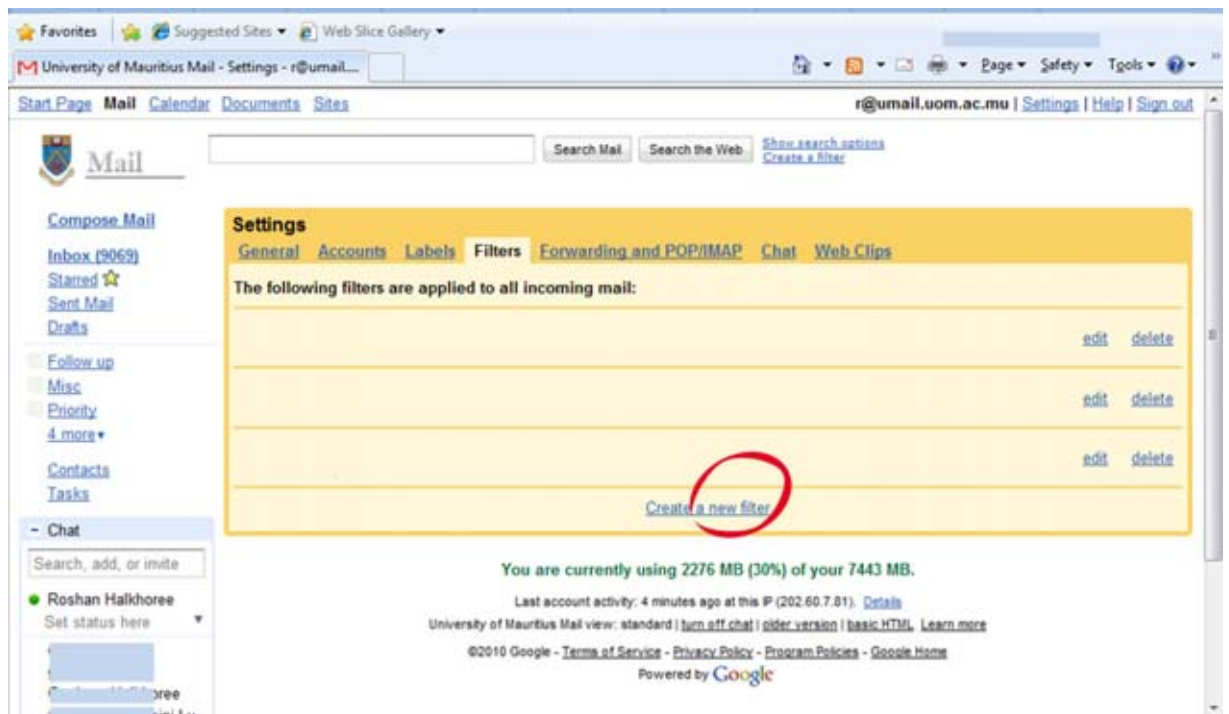 Favorites Suggested Sites Web Slice Gallery
University of Mauritius Mail - Settings - r@umail.... Page Safety Tools
Start Page Mail Calendar Documents Sites r@umail.uom.ac.mu | Settings | Help | Sign out
Mail Search Mail Search the Web Show search options
Create a filter
Compose Mail
Inbox (9069)
Starred
Sent Mail
Drafts
Follow up
Misc
Priority
4 more
Contacts
Tasks
− Chat
Search, add, or invite
Roshan Halkhoree
Set status here
Settings
General Accounts Labels Filters Forwarding and POP/IMAP Chat Web Clips
The following filters are applied to all incoming mail:
edit delete
edit delete
edit delete
Create a new filter
You are currently using 2276 MB (30%) of your 7443 MB.
Last account activity: 4 minutes ago at this IP (202.60.7.81). Details
University of Mauritius Mail view: standard | turn off chat | older version | basic HTML Learn more
©2010 Google - Terms of Service - Privacy Policy - Program Policies - Google Home
Powered by Google